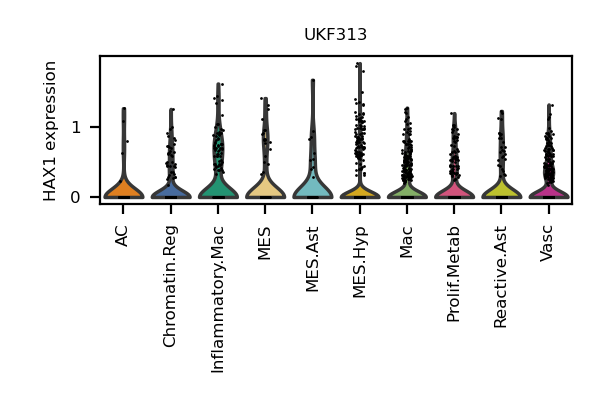 UKF313
HAX1 expression
1
0
AC
Chromatin.Reg
Inflammatory.Mac
MES
MES.Ast
MES.Hyp
Mac
Prolif.Metab
Reactive.Ast
Vasc